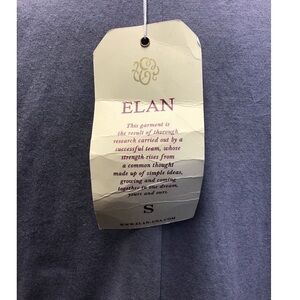 ELAN
This garment is
the result of thorough
research carried out by a
successful team, whose
strength rises from
a common thought
made up of simple ideas,
growing and coming
together in one dream,
yours and ours.
S
WWW.ELAN-USA.COM